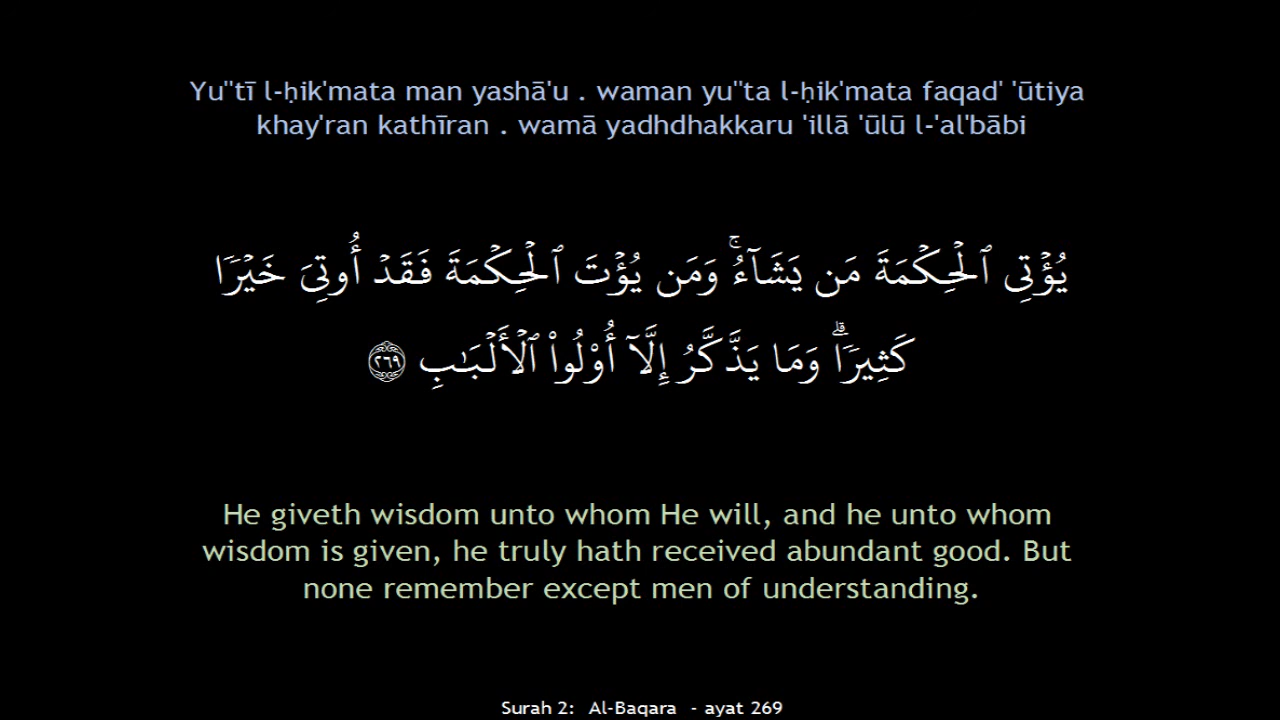 Yu"tī l-ḥik'mata man yashā'u . waman yu"ta l-ḥik'mata faqad' 'ūtiya
khay'ran kathīran . wamā yadhdhakkaru 'illā 'ūlū l-'al'bābi
يُؤْتِى ٱلْحِكْمَةَ مَن يَشَآءُ ۚ وَمَن يُؤْتَ ٱلْحِكْمَةَ فَقَدْ أُوتِىَ خَيْرًا
كَثِيرًا ۗ وَمَا يَذَّكَّرُ إِلَّآ أُو۟لُوا۟ ٱلْأَلْبَـٰبِ ٢٦٩
He giveth wisdom unto whom He will, and he unto whom
wisdom is given, he truly hath received abundant good. But
none remember except men of understanding.
Surah 2: Al-Baqara - ayat 269